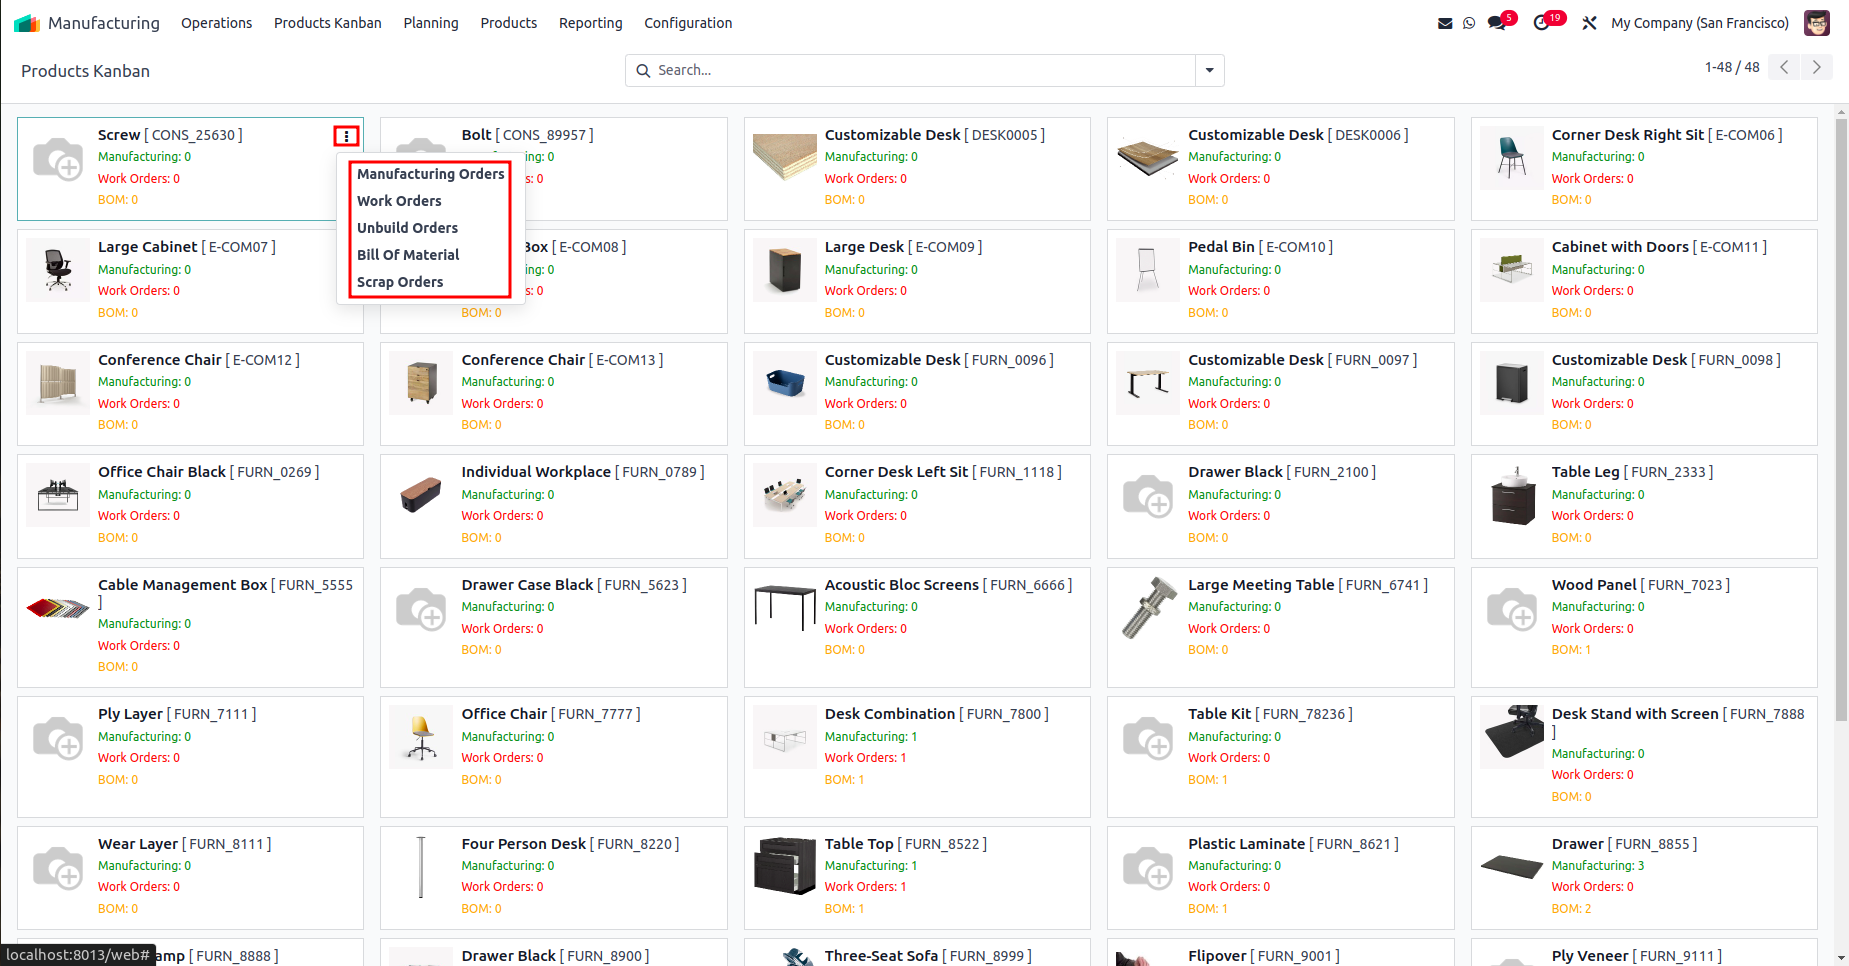 Manufacturing Operations Products Kanban Planning Products Reporting Configuration 5 19 My Company (San Francisco)
Products Kanban Search... 1-48 / 48
Screw [ CONS_25630 ]
Manufacturing: 0
Work Orders: 0
BOM: 0
Manufacturing Orders
Work Orders
Unbuild Orders
Bill Of Material
Scrap Orders
Bolt [ CONS_89957 ]
ing: 0
s: 0
BOM: 0
Customizable Desk [ DESK0005 ]
Manufacturing: 0
Work Orders: 0
BOM: 0
Customizable Desk [ DESK0006 ]
Manufacturing: 0
Work Orders: 0
BOM: 0
Corner Desk Right Sit [ E-COM06 ]
Manufacturing: 0
Work Orders: 0
BOM: 0
Large Cabinet [ E-COM07 ]
Manufacturing: 0
Work Orders: 0
BOM: 0
Box [ E-COM08 ]
ing: 0
s: 0
BOM: 0
Large Desk [ E-COM09 ]
Manufacturing: 0
Work Orders: 0
BOM: 0
Pedal Bin [ E-COM10 ]
Manufacturing: 0
Work Orders: 0
BOM: 0
Cabinet with Doors [ E-COM11 ]
Manufacturing: 0
Work Orders: 0
BOM: 0
Conference Chair [ E-COM12 ]
Manufacturing: 0
Work Orders: 0
BOM: 0
Conference Chair [ E-COM13 ]
Manufacturing: 0
Work Orders: 0
BOM: 0
Customizable Desk [ FURN_0096 ]
Manufacturing: 0
Work Orders: 0
BOM: 0
Customizable Desk [ FURN_0097 ]
Manufacturing: 0
Work Orders: 0
BOM: 0
Customizable Desk [ FURN_0098 ]
Manufacturing: 0
Work Orders: 0
BOM: 0
Office Chair Black [ FURN_0269 ]
Manufacturing: 0
Work Orders: 0
BOM: 0
Individual Workplace [ FURN_0789 ]
Manufacturing: 0
Work Orders: 0
BOM: 0
Corner Desk Left Sit [ FURN_1118 ]
Manufacturing: 0
Work Orders: 0
BOM: 0
Drawer Black [ FURN_2100 ]
Manufacturing: 0
Work Orders: 0
BOM: 0
Table Leg [ FURN_2333 ]
Manufacturing: 0
Work Orders: 0
BOM: 0
Cable Management Box [ FURN_5555
]
Manufacturing: 0
Work Orders: 0
BOM: 0
Drawer Case Black [ FURN_5623 ]
Manufacturing: 0
Work Orders: 0
BOM: 0
Acoustic Bloc Screens [ FURN_6666 ]
Manufacturing: 0
Work Orders: 0
BOM: 0
Large Meeting Table [ FURN_6741 ]
Manufacturing: 0
Work Orders: 0
BOM: 0
Wood Panel [ FURN_7023 ]
Manufacturing: 0
Work Orders: 0
BOM: 1
Ply Layer [ FURN_7111 ]
Manufacturing: 0
Work Orders: 0
BOM: 0
Office Chair [ FURN_7777 ]
Manufacturing: 0
Work Orders: 0
BOM: 0
Desk Combination [ FURN_7800 ]
Manufacturing: 1
Work Orders: 1
BOM: 1
Table Kit [ FURN_78236 ]
Manufacturing: 0
Work Orders: 0
BOM: 1
Desk Stand with Screen [ FURN_7888
]
Manufacturing: 0
Work Orders: 0
BOM: 0
Wear Layer [ FURN_8111 ]
Manufacturing: 0
Work Orders: 0
BOM: 0
Four Person Desk [ FURN_8220 ]
Manufacturing: 0
Work Orders: 0
BOM: 0
Table Top [ FURN_8522 ]
Manufacturing: 1
Work Orders: 1
BOM: 1
Plastic Laminate [ FURN_8621 ]
Manufacturing: 0
Work Orders: 0
BOM: 1
Drawer [ FURN_8855 ]
Manufacturing: 3
Work Orders: 0
BOM: 2
localhost:8013/web#
amp [ FURN_8888 ]
Drawer Black [ FURN_8900 ]
Three-Seat Sofa [ FURN_8999 ]
Flipover [ FURN_9001 ]
Ply Veneer [ FURN_9111 ]